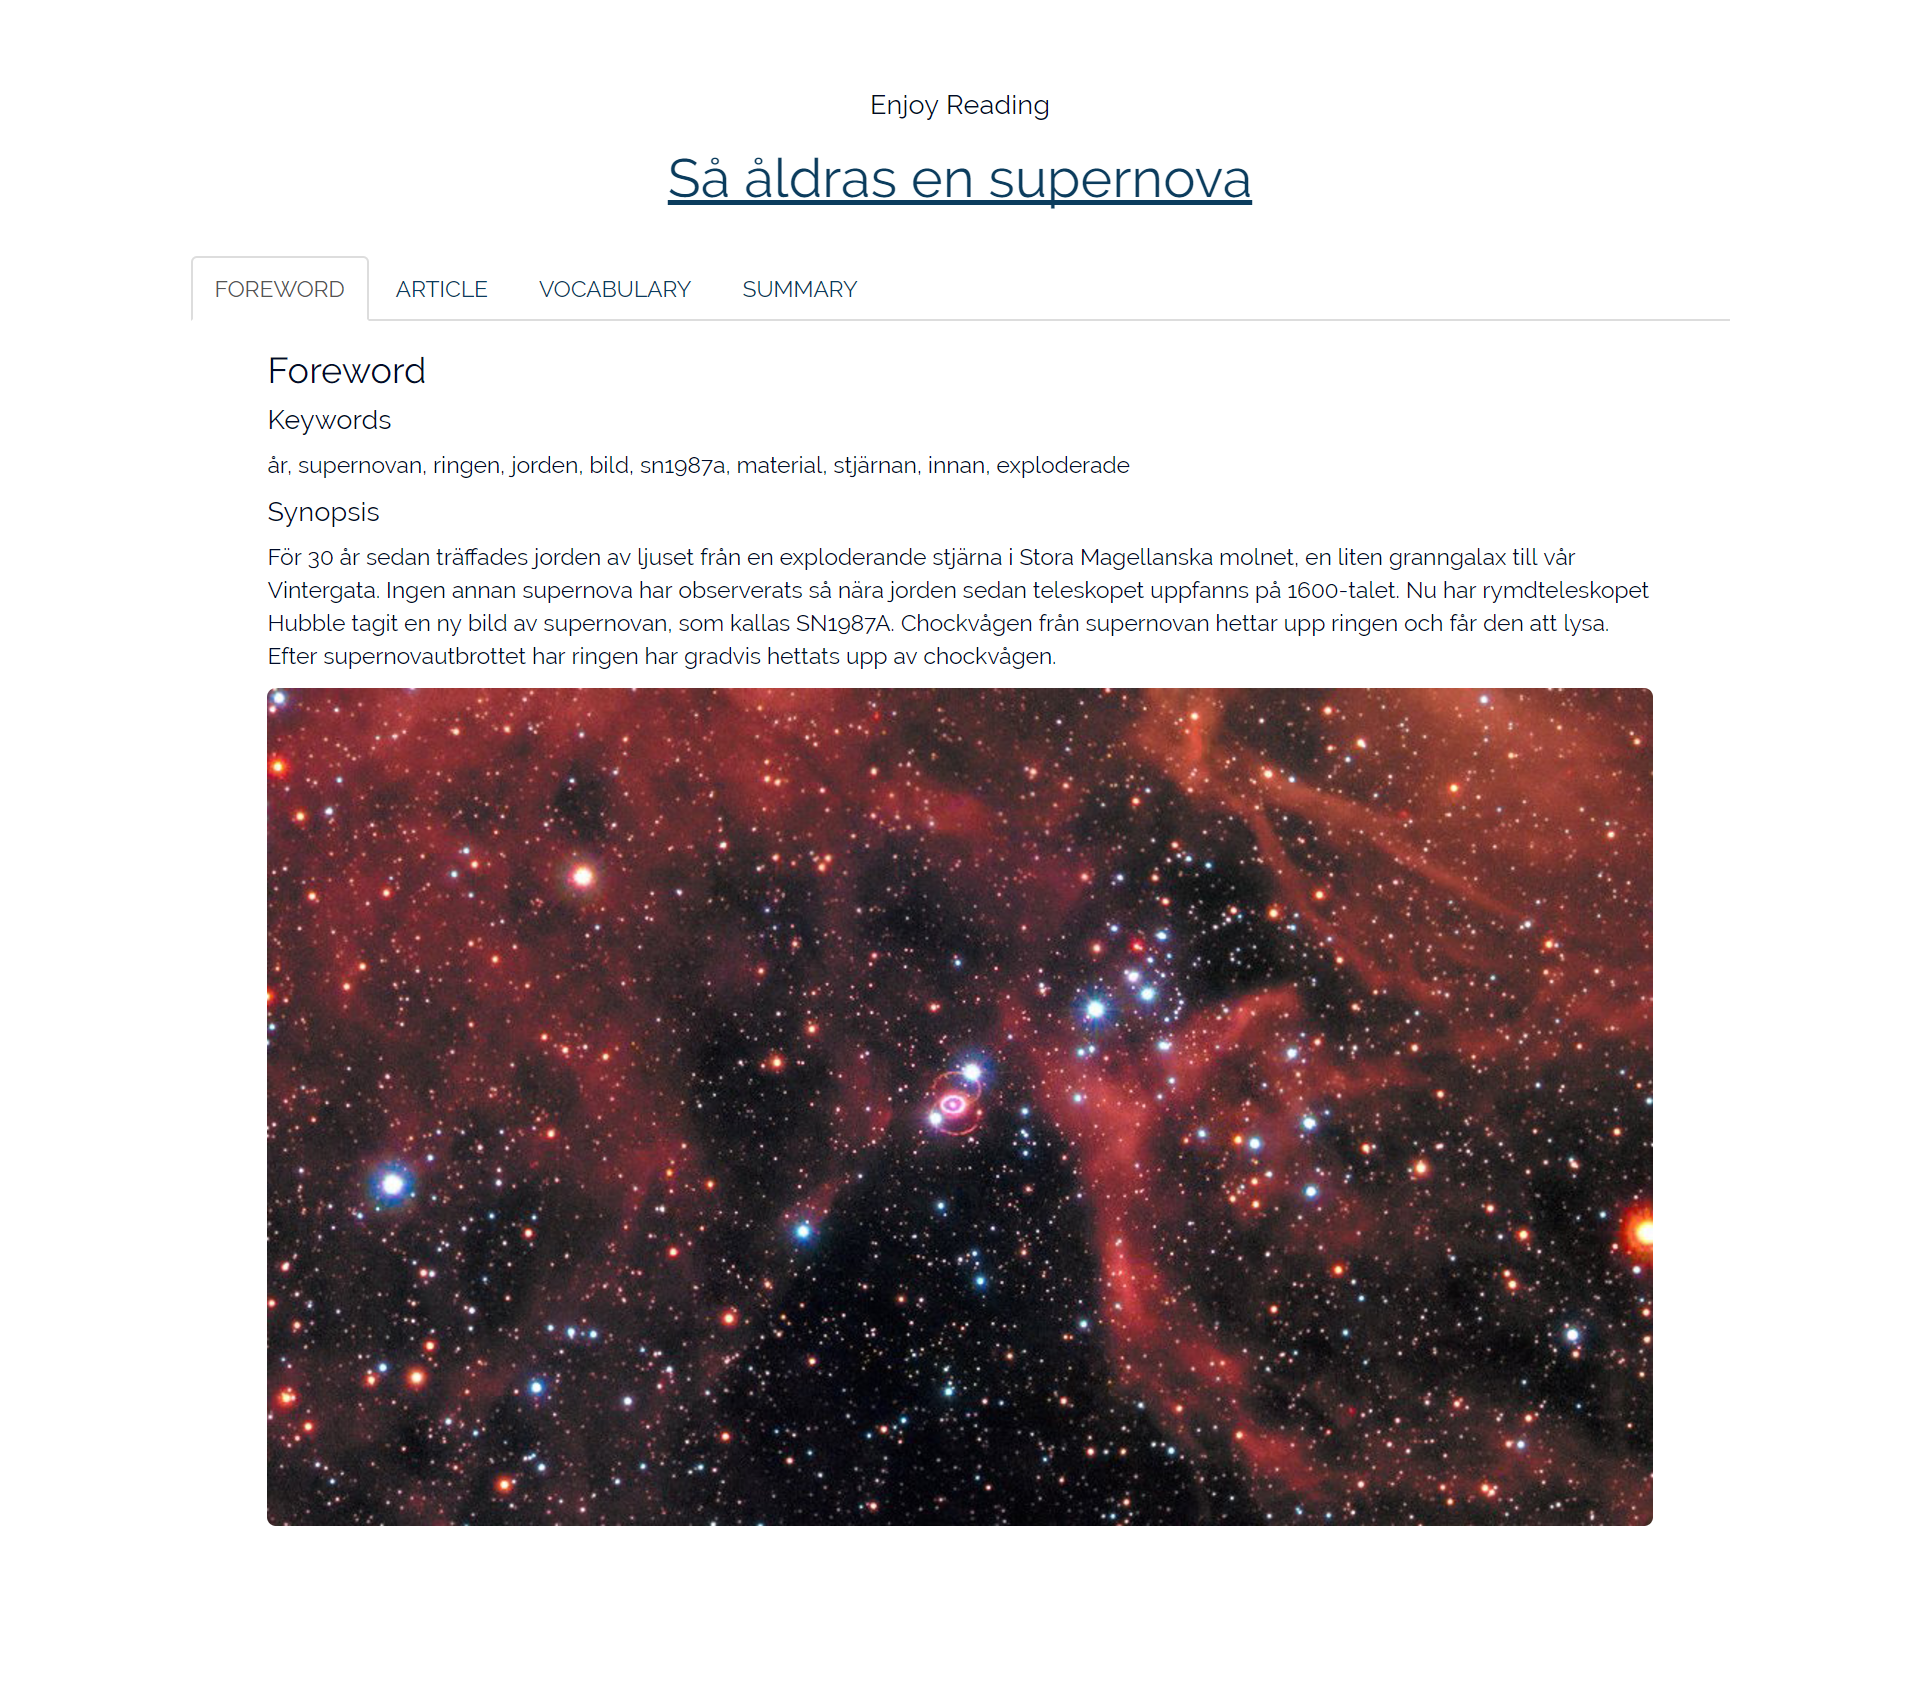 Enjoy Reading
Så åldras en supernova
FOREWORD ARTICLE VOCABULARY SUMMARY
Foreword
Keywords
år, supernovan, ringen, jorden, bild, sn1987a, material, stjärnan, innan, exploderade
Synopsis
För 30 år sedan träffades jorden av ljuset från en exploderande stjärna i Stora Magellanska molnet, en liten granngalax till vår
Vintergata. Ingen annan supernova har observerats så nära jorden sedan teleskopet uppfanns på 1600-talet. Nu har rymdteleskopet
Hubble tagit en ny bild av supernovan, som kallas SN1987A. Chockvågen från supernovan hettar upp ringen och får den att lysa.
Efter supernovautbrottet har ringen har gradvis hettats upp av chockvågen.